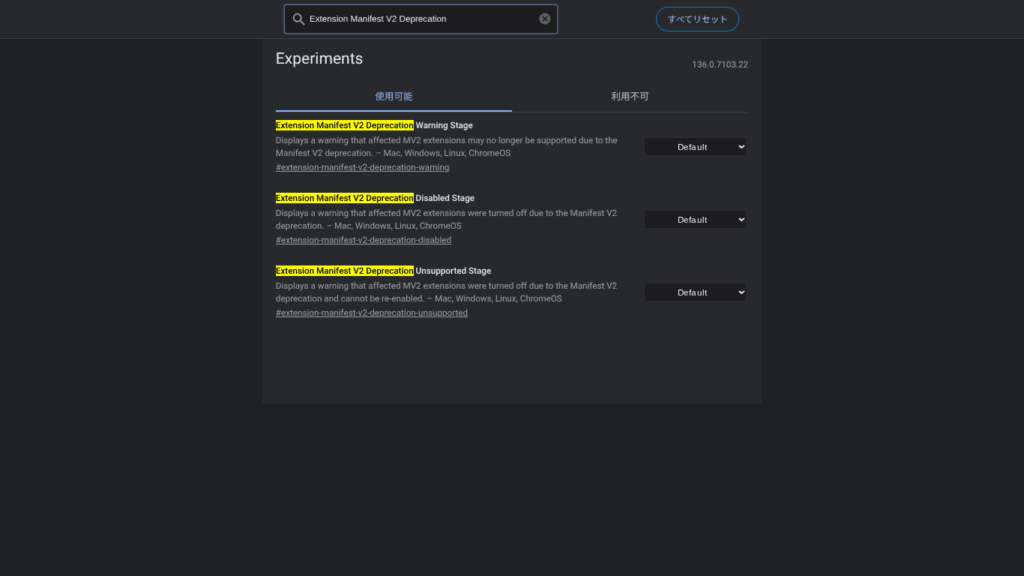 Extension Manifest V2 Deprecation
すべてリセット
Experiments
136.0.7103.22
使用可能
利用不可
Extension Manifest V2 Deprecation Warning Stage
Displays a warning that affected MV2 extensions may no longer be supported due to the
Manifest V2 deprecation. – Mac, Windows, Linux, ChromeOS
#extension-manifest-v2-deprecation-warning
Default
Extension Manifest V2 Deprecation Disabled Stage
Displays a warning that affected MV2 extensions were turned off due to the Manifest V2
deprecation. – Mac, Windows, Linux, ChromeOS
#extension-manifest-v2-deprecation-disabled
Default
Extension Manifest V2 Deprecation Unsupported Stage
Displays a warning that affected MV2 extensions were turned off due to the Manifest V2
deprecation and cannot be re-enabled. – Mac, Windows, Linux, ChromeOS
#extension-manifest-v2-deprecation-unsupported
Default